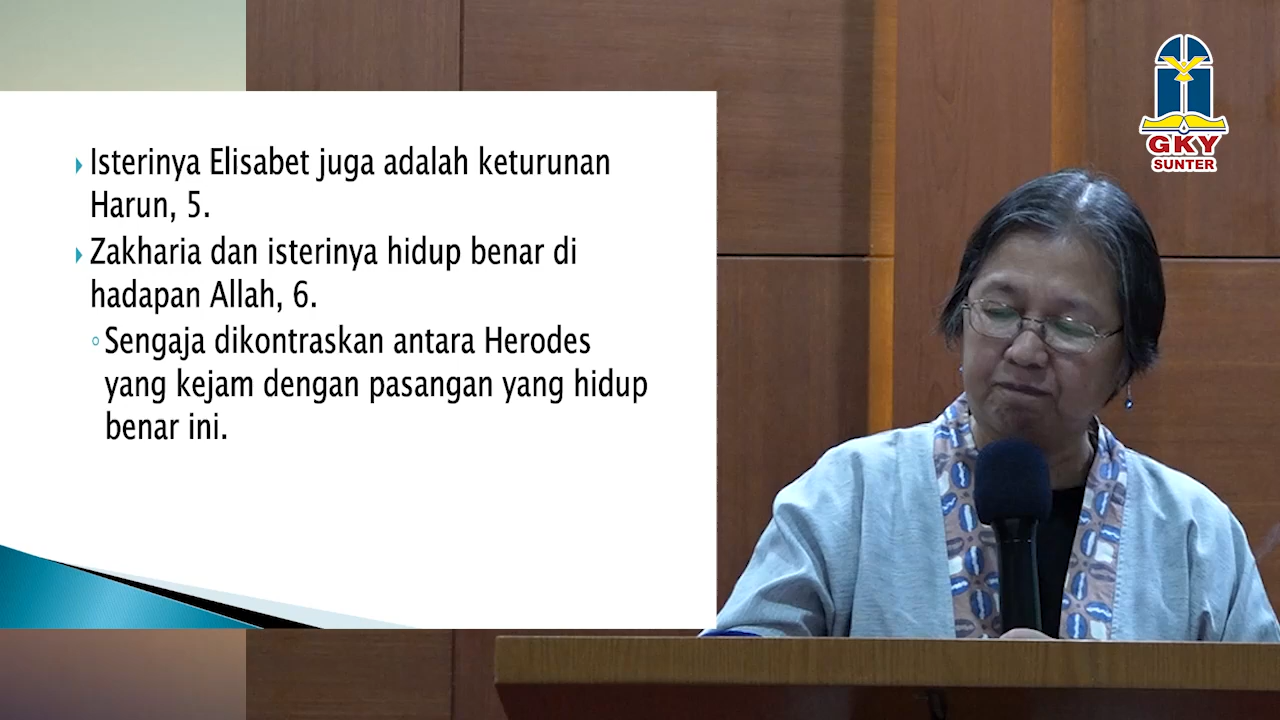 Isterinya Elisabet juga adalah keturunan
Harun, 5.
Zakharia dan isterinya hidup benar di
hadapan Allah, 6.
Sengaja dikontraskan antara Herodes
yang kejam dengan pasangan yang hidup
benar ini.
GKY
SUNTER